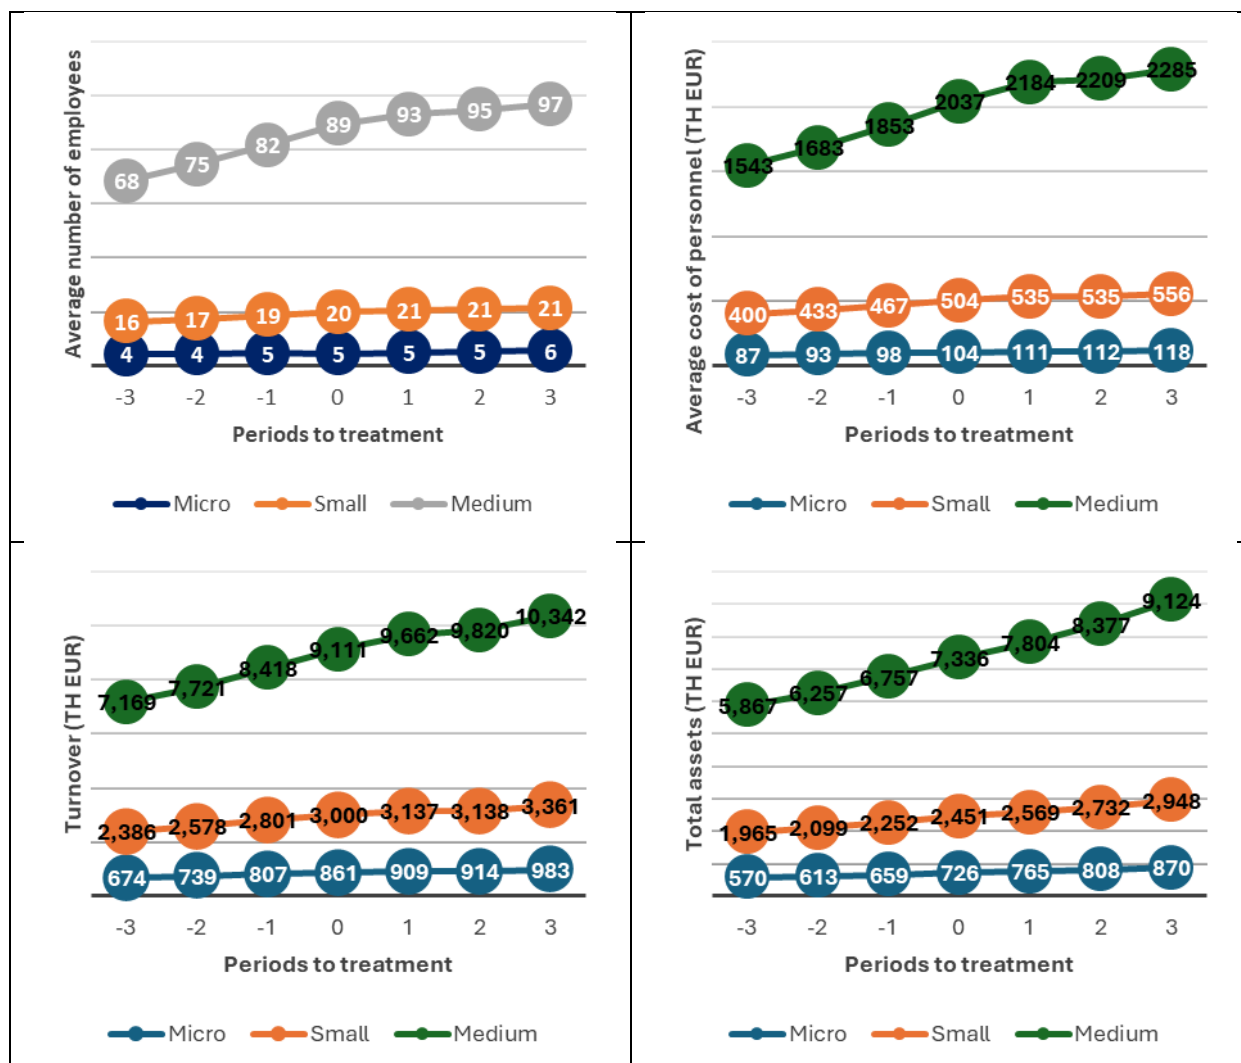 Average number of employees
68 75 82 89 93 95 97
16 17 19 20 21 21 21
4 4 5 5 5 5 6
-3 -2 -1 0 1 2 3
Periods to treatment
Micro Small Medium
Average cost of personnel (TH EUR)
1543 1683 1853 2037 2184 2209 2285
400 433 467 504 535 535 556
87 93 98 104 111 112 118
-3 -2 -1 0 1 2 3
Periods to treatment
Micro Small Medium
Turnover (TH EUR)
7,169 7,721 8,418 9,111 9,662 9,820 10,342
2,386 2,578 2,801 3,000 3,137 3,138 3,361
674 739 807 861 909 914 983
-3 -2 -1 0 1 2 3
Periods to treatment
Micro Small Medium
Total assets (TH EUR)
5,867 6,257 6,757 7,336 7,804 8,377 9,124
1,965 2,099 2,252 2,451 2,569 2,732 2,948
570 613 659 726 765 808 870
-3 -2 -1 0 1 2 3
Periods to treatment
Micro Small Medium